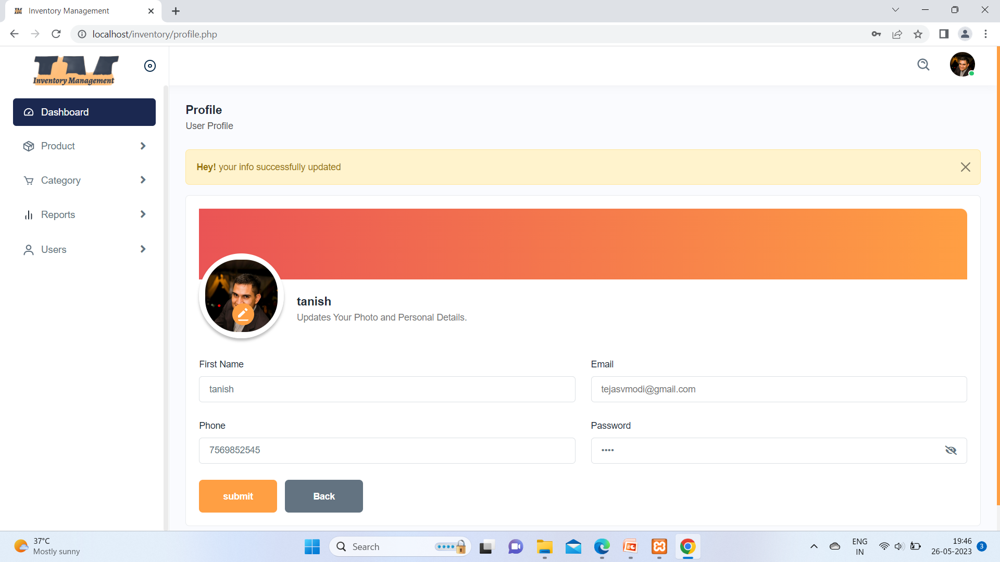 Inventory Management
localhost/inventory/profile.php
IM
Inventory Management
Dashboard
Product
Category
Reports
Users
Profile
User Profile
Hey! your info successfully updated
tanish
Updates Your Photo and Personal Details.
First Name
Email
tanish
tejasvmodi@gmail.com
Phone
Password
7569852545
••••
submit
Back
37°C
Mostly sunny
Search
****
ENG
IN
19:46
26-05-2023
3